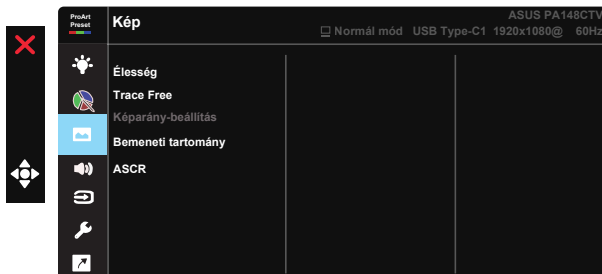 ProArt
Preset
Kép
ASUS PA148CTV
Normál mód USB Type-C1 1920x1080@ 60Hz
Élesség
Trace Free
Képarány-beállítás
Bemeneti tartomány
ASCR